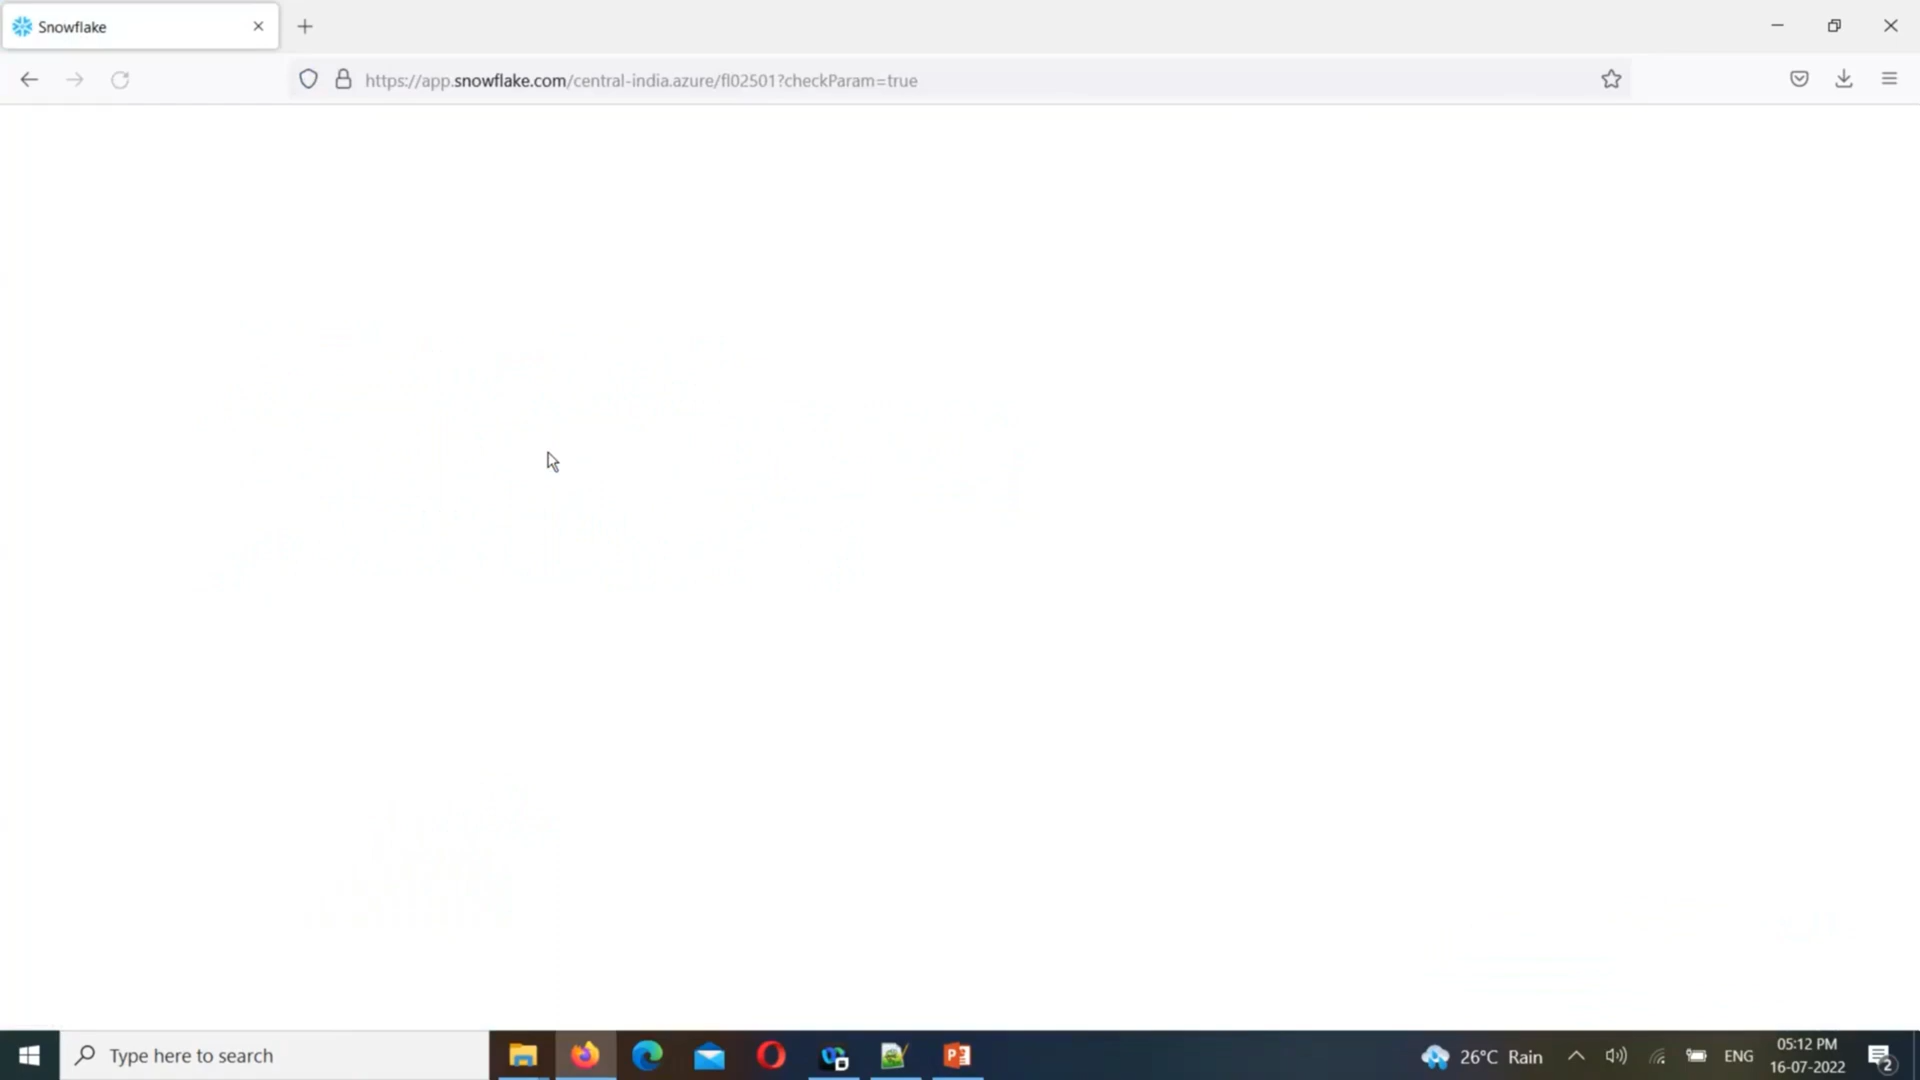 Snowflake
https://app.snowflake.com/central-india.azure/fl02501?checkParam=true
Type here to search
26°C Rain
ENG
05:12 PM
16-07-2022
2